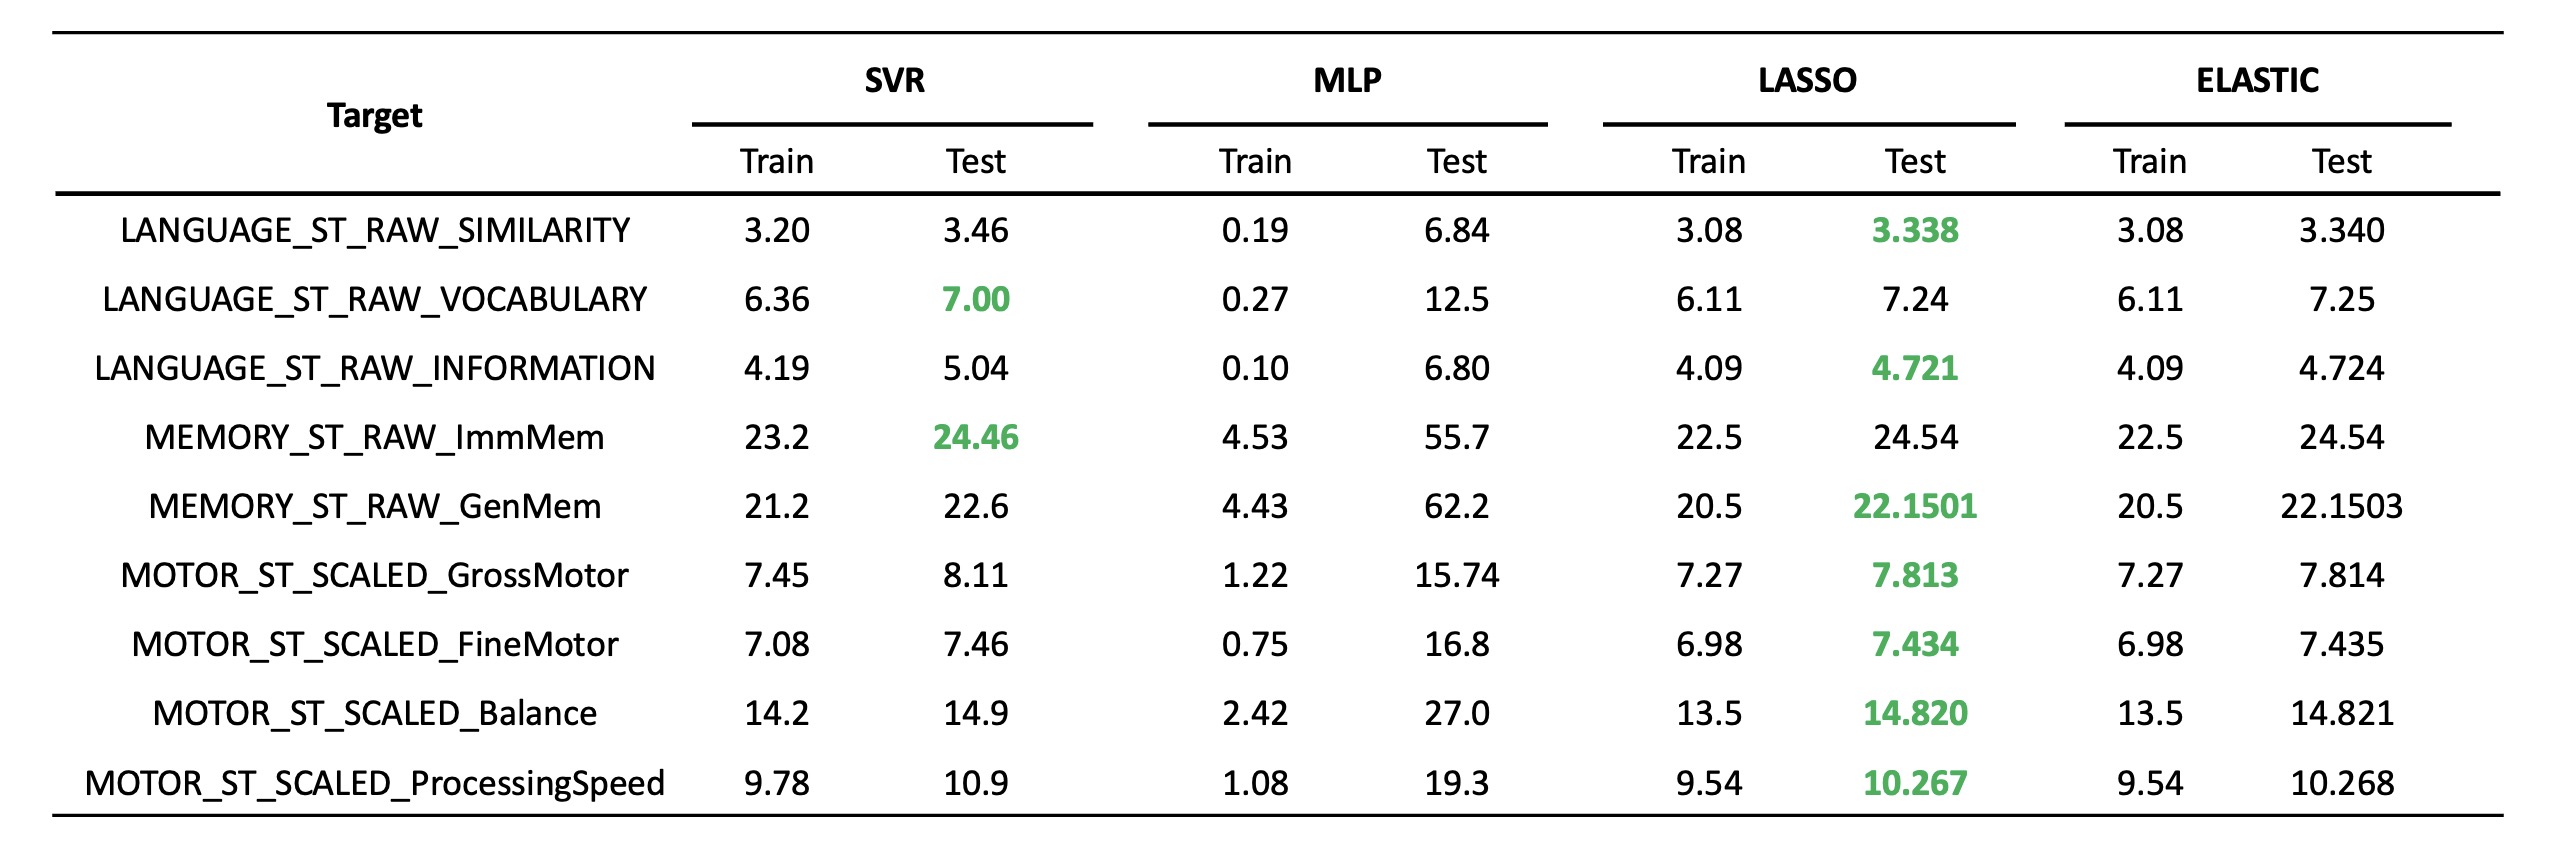 Target SVR MLP LASSO ELASTIC
Train Test Train Test Train Test Train Test
LANGUAGE_ST_RAW_SIMILARITY 3.20 3.46 0.19 6.84 3.08 3.338 3.08 3.340
LANGUAGE_ST_RAW_VOCABULARY 6.36 7.00 0.27 12.5 6.11 7.24 6.11 7.25
LANGUAGE_ST_RAW_INFORMATION 4.19 5.04 0.10 6.80 4.09 4.721 4.09 4.724
MEMORY_ST_RAW_ImmMem 23.2 24.46 4.53 55.7 22.5 24.54 22.5 24.54
MEMORY_ST_RAW_GenMem 21.2 22.6 4.43 62.2 20.5 22.1501 20.5 22.1503
MOTOR_ST_SCALED_GrossMotor 7.45 8.11 1.22 15.74 7.27 7.813 7.27 7.814
MOTOR_ST_SCALED_FineMotor 7.08 7.46 0.75 16.8 6.98 7.434 6.98 7.435
MOTOR_ST_SCALED_Balance 14.2 14.9 2.42 27.0 13.5 14.820 13.5 14.821
MOTOR_ST_SCALED_ProcessingSpeed 9.78 10.9 1.08 19.3 9.54 10.267 9.54 10.268